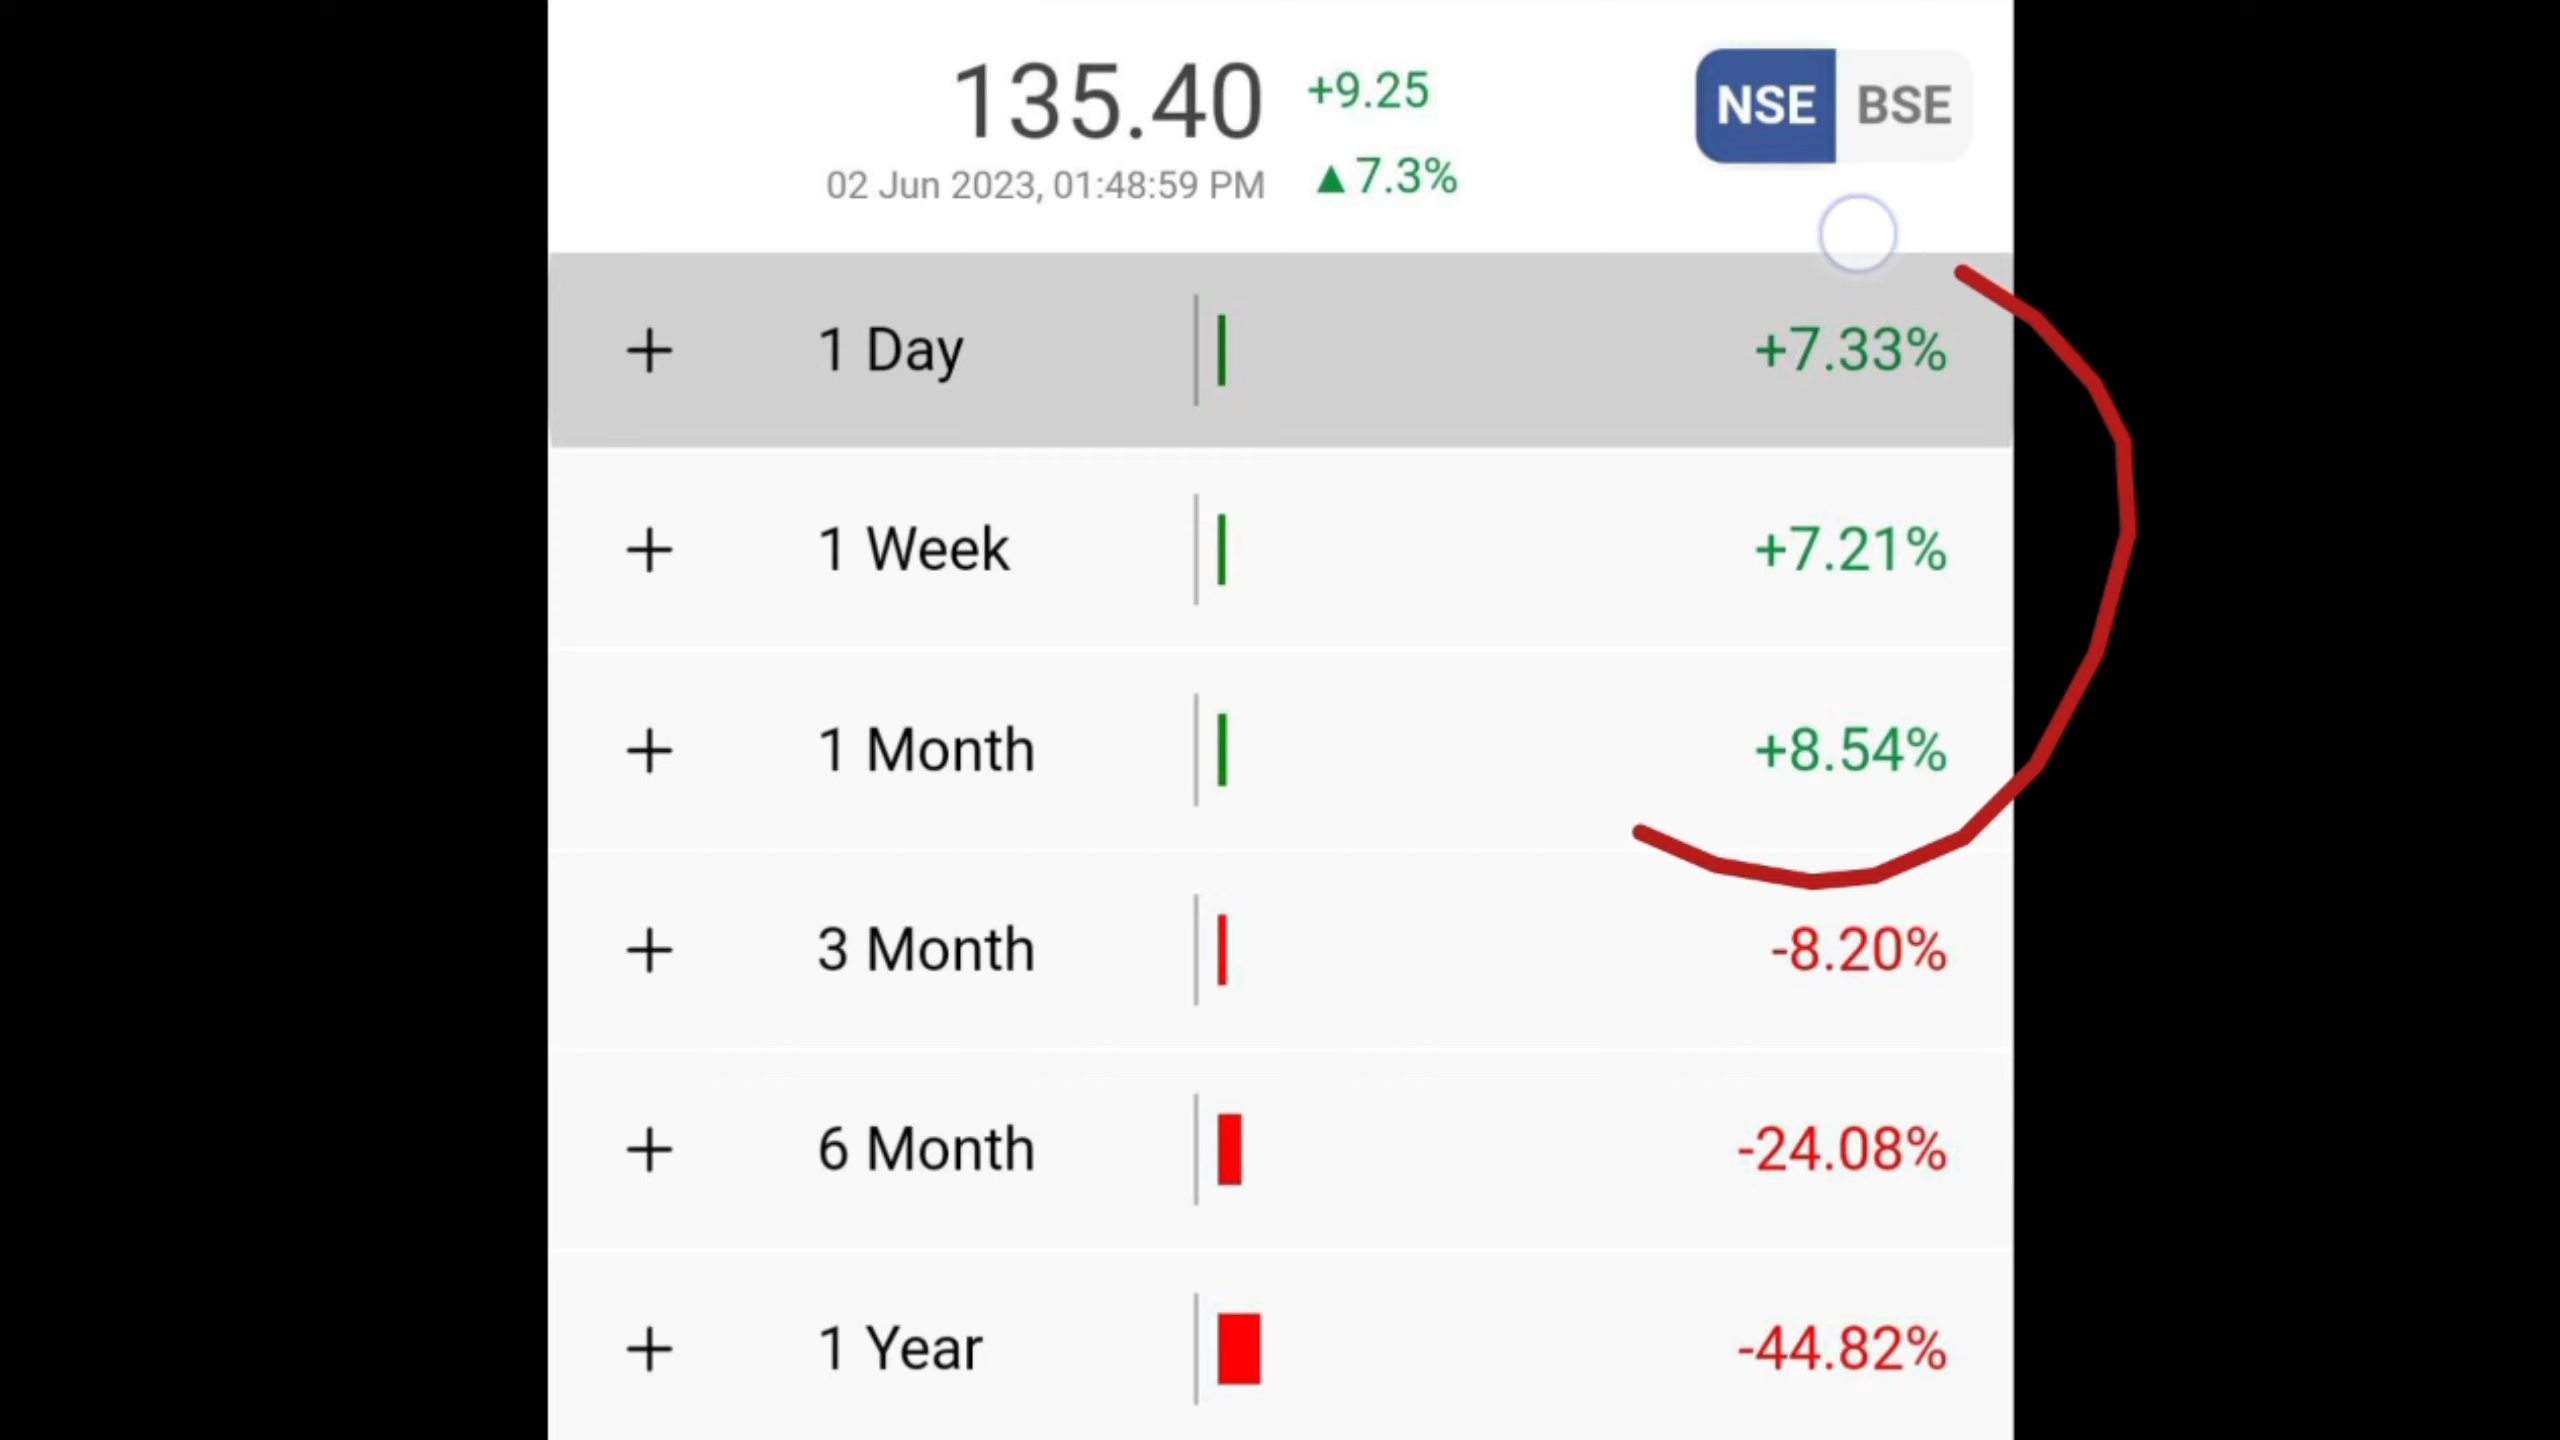 135.40
+9.25
NSE BSE
02 Jun 2023, 01:48:59 PM
▲ 7.3%
+ 1 Day +7.33%
+ 1 Week +7.21%
+ 1 Month +8.54%
+ 3 Month -8.20%
+ 6 Month -24.08%
+ 1 Year -44.82%